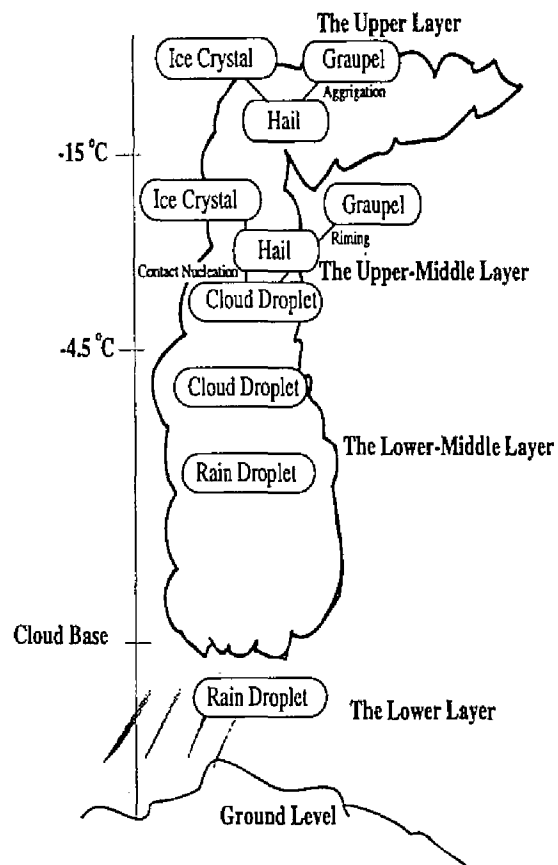 The Upper Layer
Ice Crystal
Graupel
Aggrigation
Hail
-15 °C
Ice Crystal
Graupel
Riming
Hail
Contact Nucleation
The Upper-Middle Layer
Cloud Droplet
-4.5 °C
Cloud Droplet
The Lower-Middle Layer
Rain Droplet
Cloud Base
Rain Droplet
The Lower Layer
Ground Level